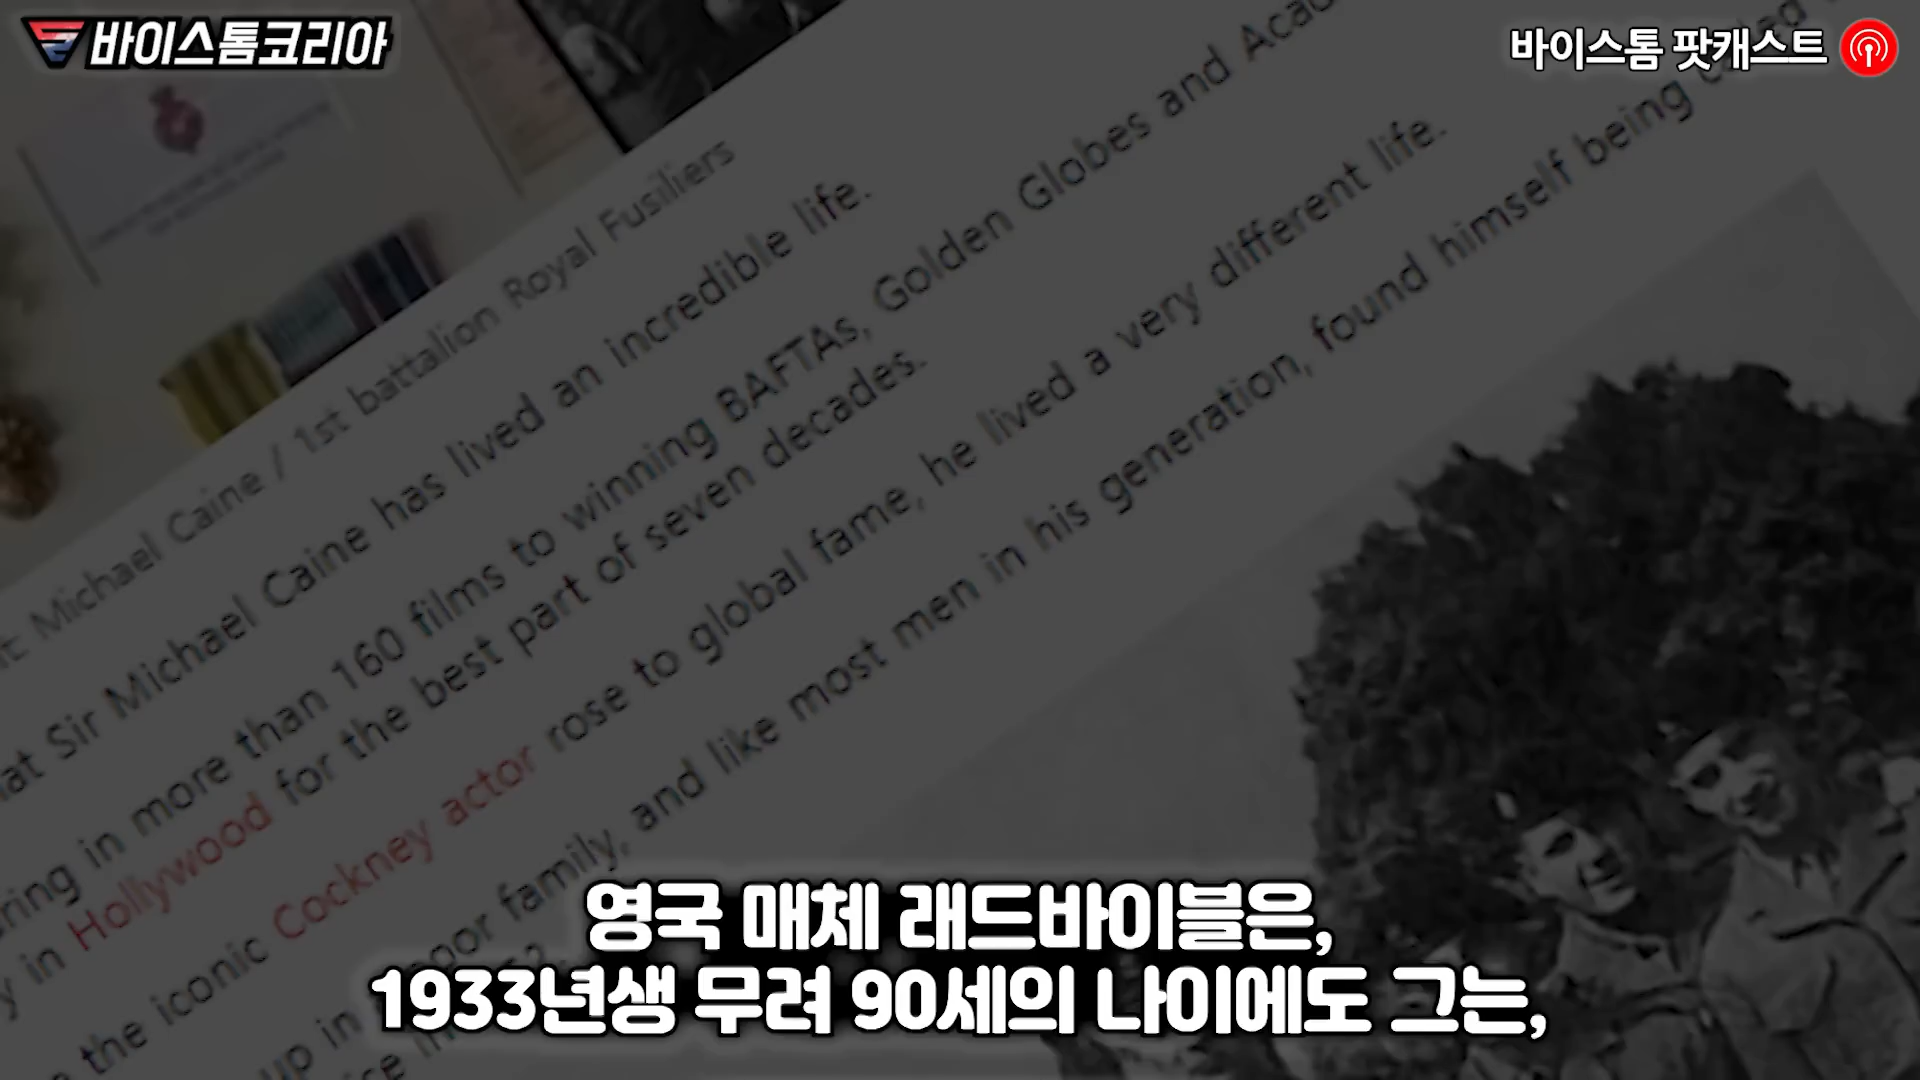 바이스톰코리아
바이스톰 팟캐스트
Michael Caine / 1st battalion Royal Fusiliers
Sir Michael Caine has lived an incredible life.
in more than 160 films to winning BAFTAs, Golden Globes and
in Hollywood for the best part of seven decades.
the iconic Cockney actor rose to global fame, he lived a very different life.
up in poor family, and like most men in his generation, found himself being
영국 매체 래드바이블은,
1933년생 무려 90세의 나이에도 그는,